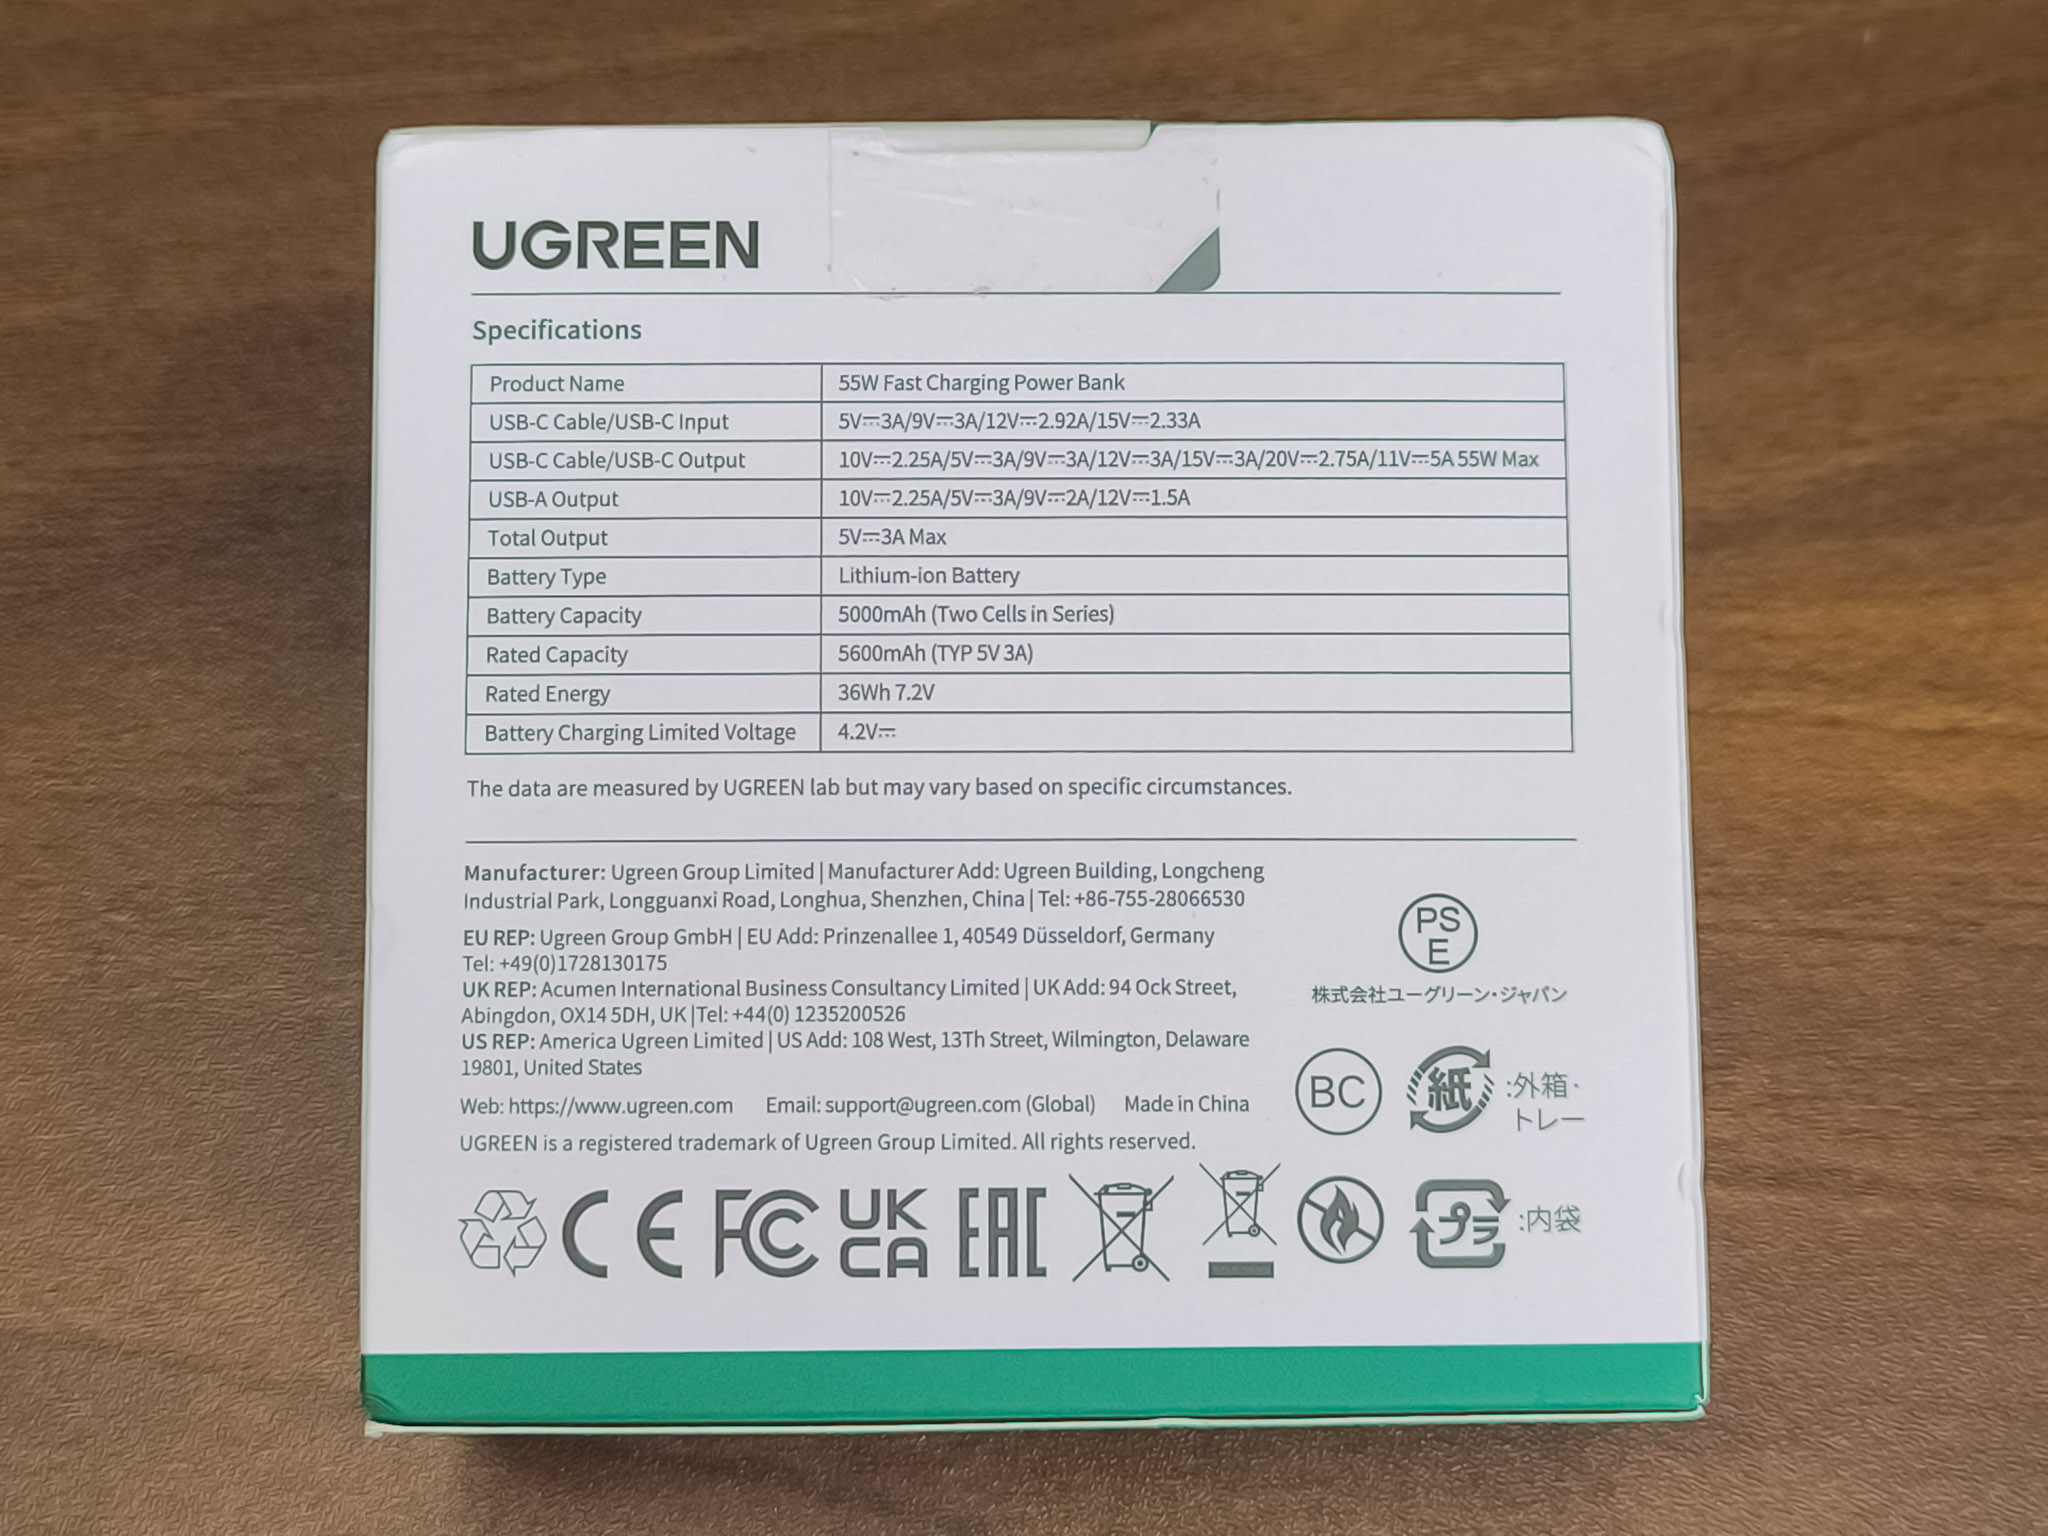 UGREEN
Specifications
Product Name 55W Fast Charging Power Bank
USB-C Cable/USB-C Input 5V⎓3A/9V⎓3A/12V⎓2.92A/15V⎓2.33A
USB-C Cable/USB-C Output 10V⎓2.25A/5V⎓3A/9V⎓3A/12V⎓3A/15V⎓3A/20V⎓2.75A/11V⎓5A 55W Max
USB-A Output 10V⎓2.25A/5V⎓3A/9V⎓2A/12V⎓1.5A
Total Output 5V⎓3A Max
Battery Type Lithium-ion Battery
Battery Capacity 5000mAh (Two Cells in Series)
Rated Capacity 5600mAh (TYP 5V 3A)
Rated Energy 36Wh 7.2V
Battery Charging Limited Voltage 4.2V⎓
The data are measured by UGREEN lab but may vary based on specific circumstances.
Manufacturer: Ugreen Group Limited | Manufacturer Add: Ugreen Building, Longcheng
Industrial Park, Longguanxi Road, Longhua, Shenzhen, China | Tel: +86-755-28066530
EU REP: Ugreen Group GmbH | EU Add: Prinzenallee 1, 40549 Düsseldorf, Germany
Tel: +49(0)1728130175
UK REP: Acumen International Business Consultancy Limited | UK Add: 94 Ock Street,
Abingdon, OX14 5DH, UK |Tel: +44(0) 1235200526
US REP: America Ugreen Limited | US Add: 108 West, 13Th Street, Wilmington, Delaware
19801, United States
Web: https://www.ugreen.com Email: support@ugreen.com (Global) Made in China
UGREEN is a registered trademark of Ugreen Group Limited. All rights reserved.
PS
E
株式会社ユーグリーン・ジャパン
BC
紙 :外箱・
トレー
CE FC UK
CA EAC
プラ :内袋